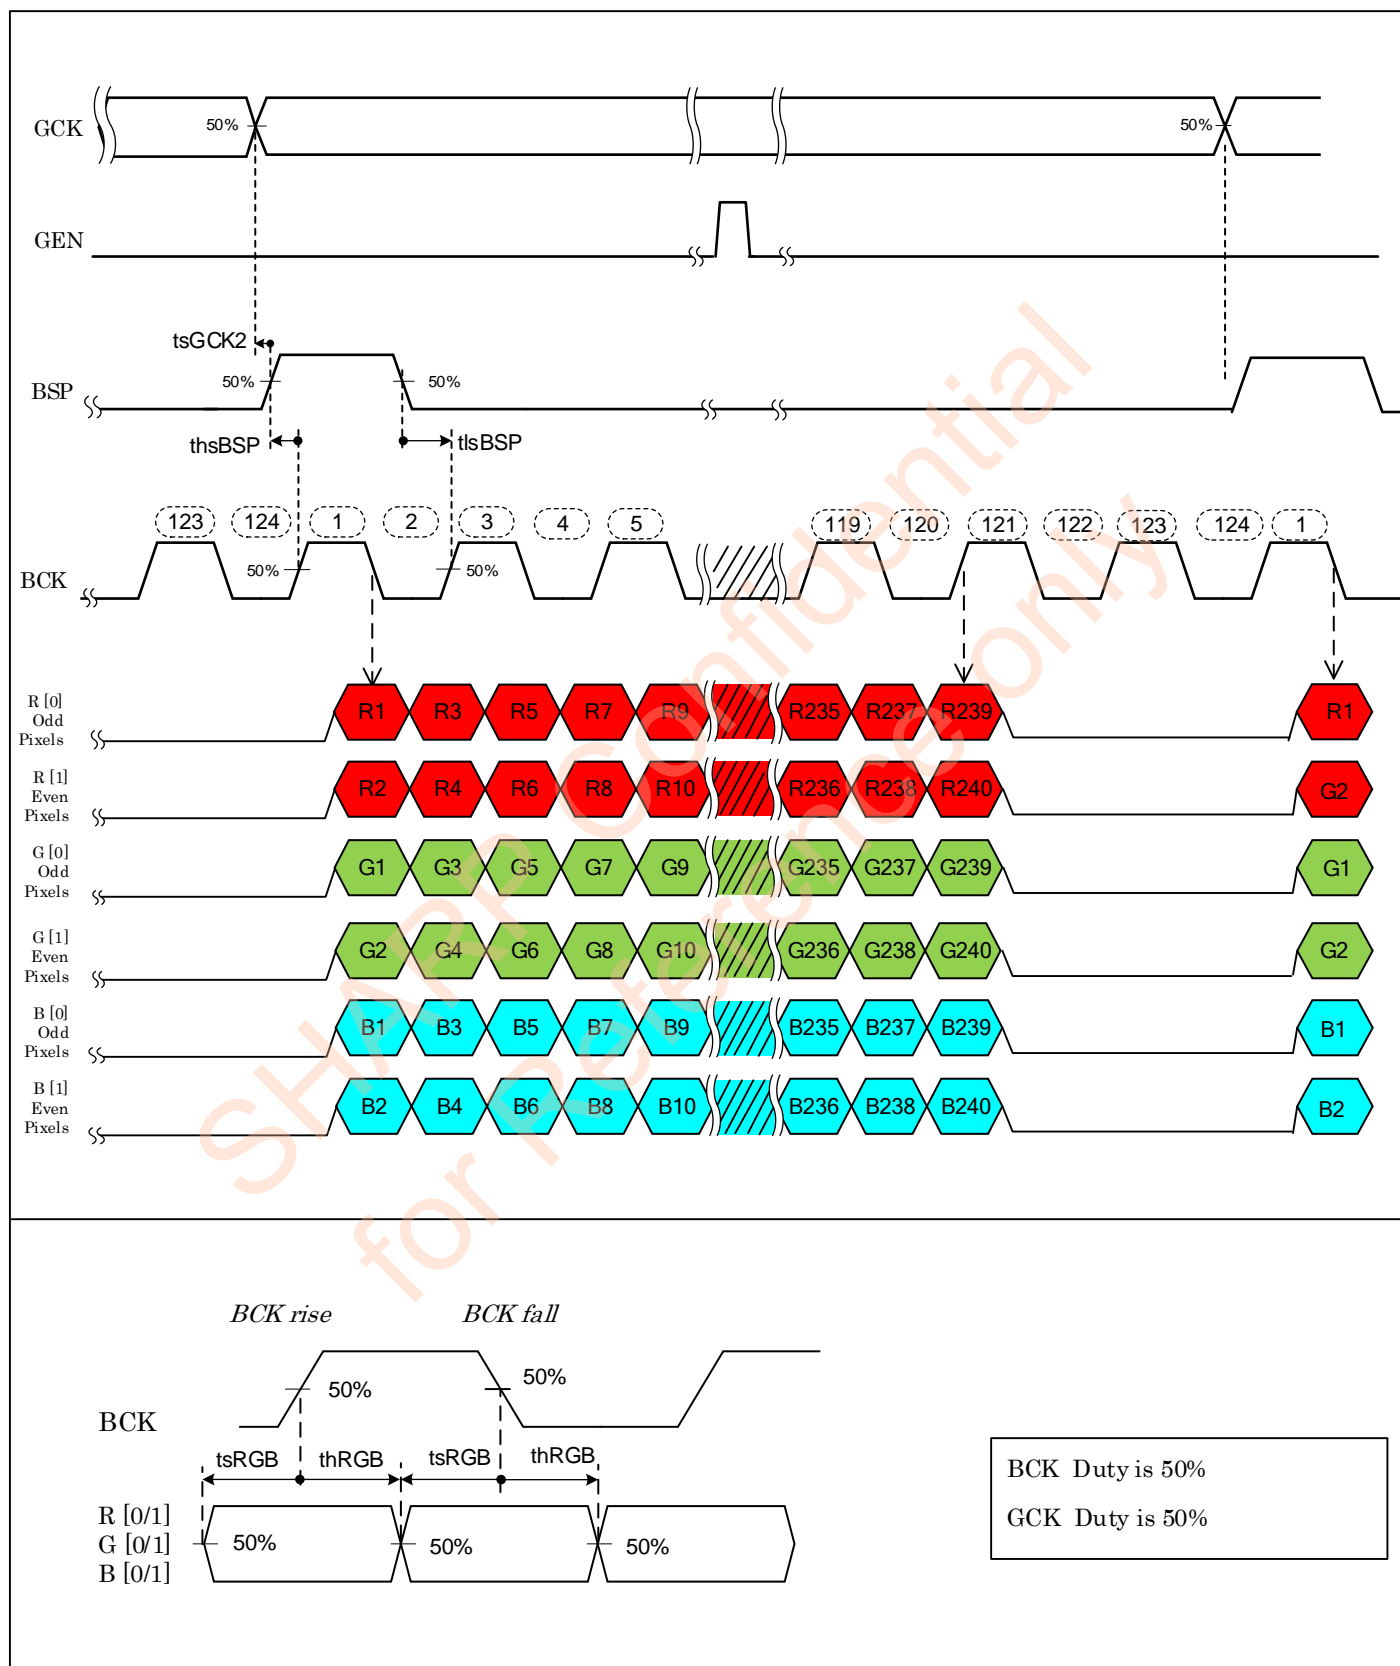 GCK
50%
50%
GEN
tsGCK2
BSP
50%
50%
thsBSP
tlsBSP
123 124 1 2 3 4 5 119 120 121 122 123 124 1
BCK
50%
50%
R [0]
Odd
Pixels
R1 R3 R5 R7 R9 R235 R237 R239 R1
R [1]
Even
Pixels
R2 R4 R6 R8 R10 R236 R238 R240 G2
G [0]
Odd
Pixels
G1 G3 G5 G7 G9 G235 G237 G239 G1
G [1]
Even
Pixels
G2 G4 G6 G8 G10 G236 G238 G240 G2
B [0]
Odd
Pixels
B1 B3 B5 B7 B9 B235 B237 B239 B1
B [1]
Even
Pixels
B2 B4 B6 B8 B10 B236 B238 B240 B2
SHARP Confidential
for Reference only
BCK rise BCK fall
50%
50%
BCK
tsRGB thRGB tsRGB thRGB
R [0/1]
G [0/1]
B [0/1]
50% 50% 50%
BCK Duty is 50%
GCK Duty is 50%